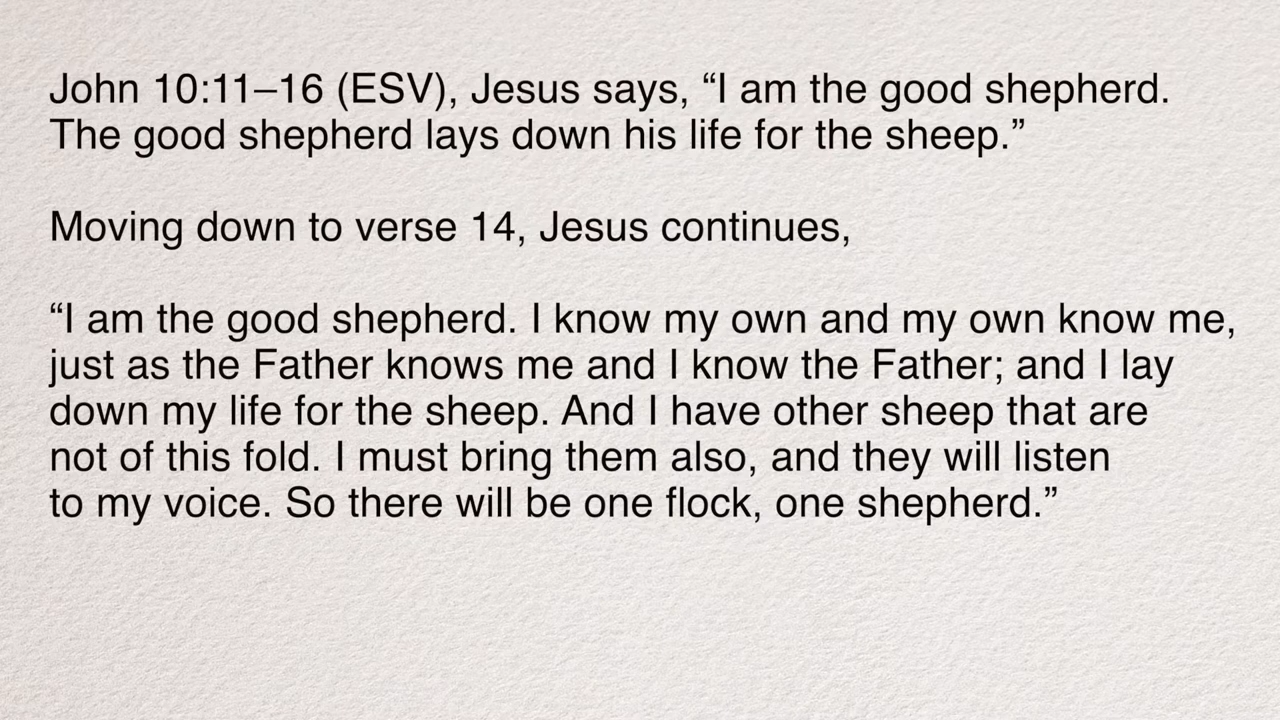 John 10:11–16 (ESV), Jesus says, “I am the good shepherd.
The good shepherd lays down his life for the sheep.”
Moving down to verse 14, Jesus continues,
“I am the good shepherd. I know my own and my own know me,
just as the Father knows me and I know the Father; and I lay
down my life for the sheep. And I have other sheep that are
not of this fold. I must bring them also, and they will listen
to my voice. So there will be one flock, one shepherd.”